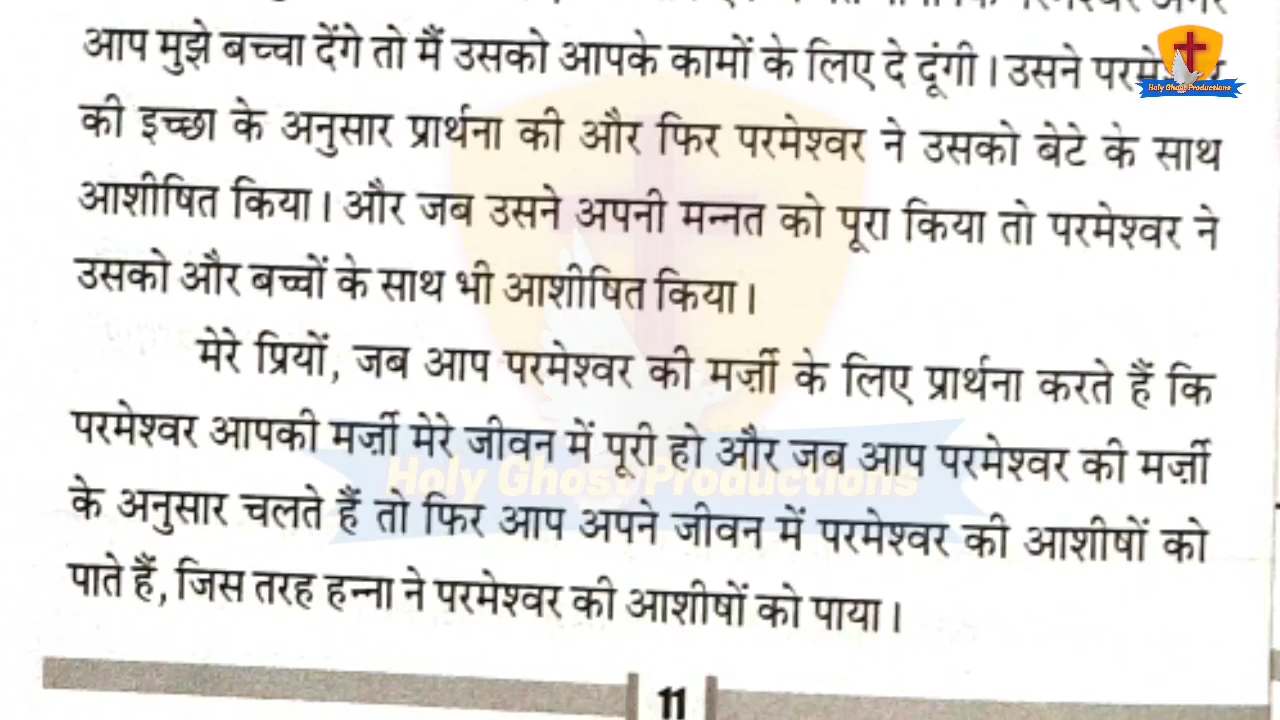 आप मुझे बच्चा देंगे तो मैं उसको आपके कामों के लिए दे दूंगी। उसने
की इच्छा के अनुसार प्रार्थना की और फिर परमेश्वर ने उसको बेटे के साथ
आशीषित किया। और जब उसने अपनी मन्नत को पूरा किया तो परमेश्वर ने
उसको और बच्चों के साथ भी आशीषित किया।
मेरे प्रियों, जब आप परमेश्वर की मर्ज़ी के लिए प्रार्थना करते हैं कि
परमेश्वर आपकी मर्ज़ी मेरे जीवन में पूरी हो और जब आप परमेश्वर की मर्ज़ी
के अनुसार चलते हैं तो फिर आप अपने जीवन में परमेश्वर की आशीषों को
पाते हैं, जिस तरह हन्ना ने परमेश्वर की आशीषों को पाया।
11
Holy Ghost Productions
Holy Ghost Productions